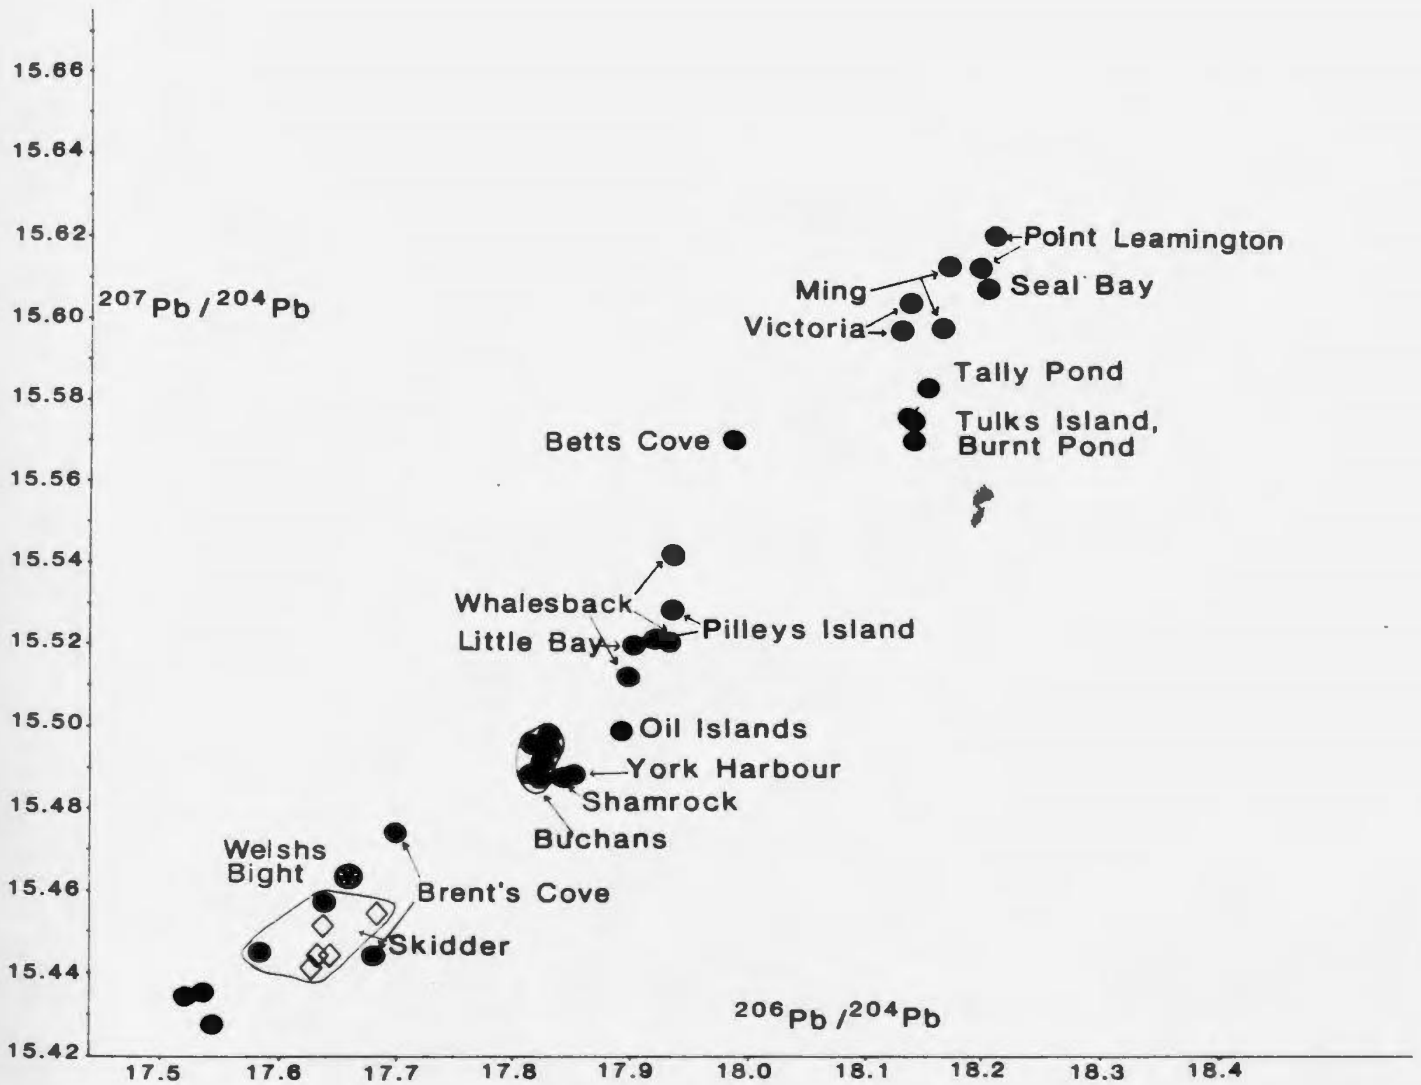 15.66
15.64
15.62
15.60
15.58
15.56
15.54
15.52
15.50
15.48
15.46
15.44
15.42
207Pb / 204Pb
Point Leamington
Ming
Seal Bay
Victoria
Tally Pond
Betts Cove
Tulks Island,
Burnt Pond
Whalesback
Pilleys Island
Little Bay
Oil Islands
York Harbour
Shamrock
Buchans
Welshs
Bight
Brent's Cove
Skidder
206Pb / 204Pb
17.5 17.6 17.7 17.8 17.9 18.0 18.1 18.2 18.3 18.4